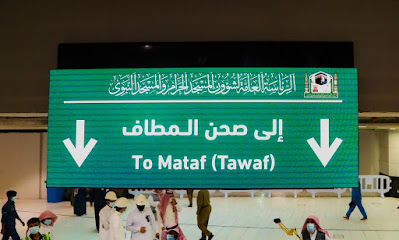 الرئاسة العامة لشؤون المسجد الحرام والمسجد النبوي
إلى صحن المطاف
To Mataf (Tawaf)